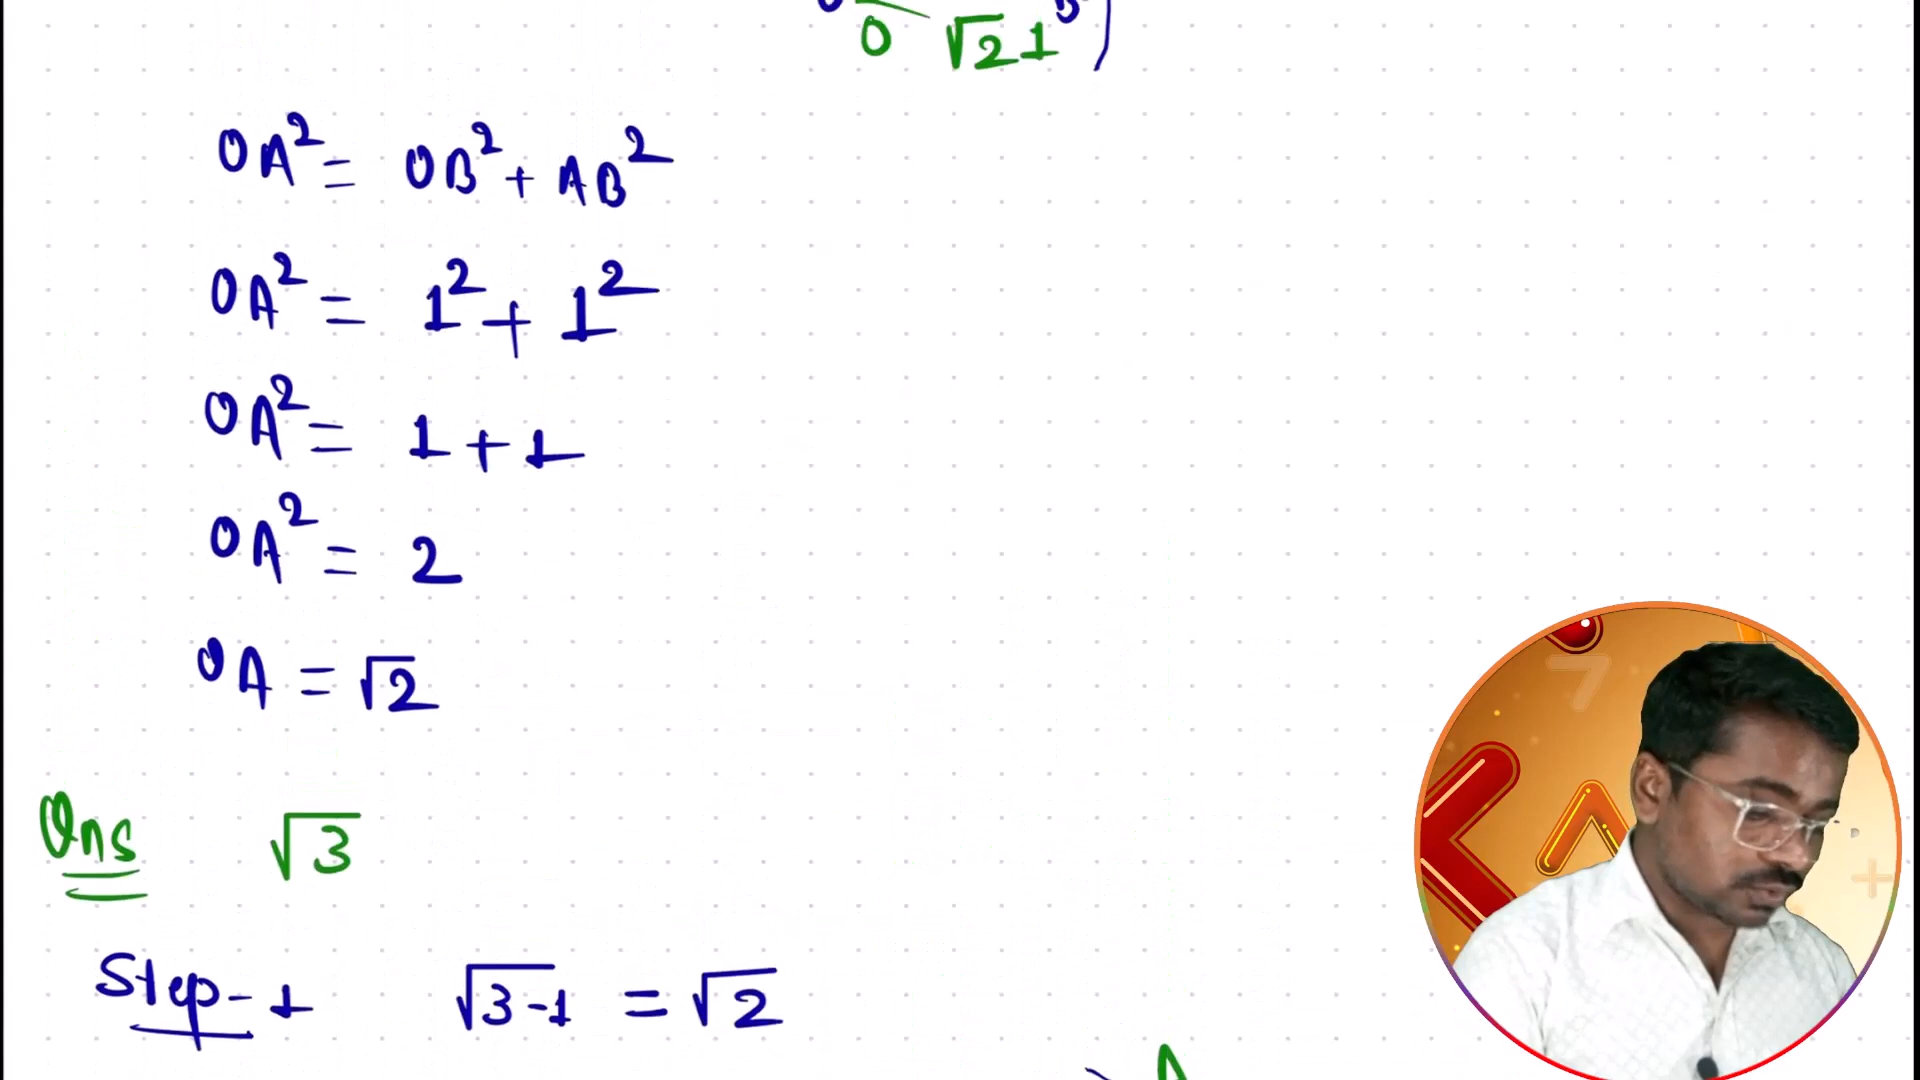 0 √2 1
OA² = OB² + AB²
OA² = 1² + 1²
OA² = 1 + 1
OA² = 2
OA = √2
Ans √3
Step-1 √3-1 = √2
A